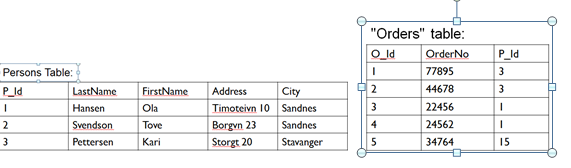 Persons Table:
P_Id LastName FirstName Address City
1 Hansen Ola Timoteivn 10 Sandnes
2 Svendson Tove Borgvn 23 Sandnes
3 Pettersen Kari Storgt 20 Stavanger
"Orders" table:
O_Id OrderNo P_Id
1 77895 3
2 44678 3
3 22456 1
4 24562 1
5 34764 15